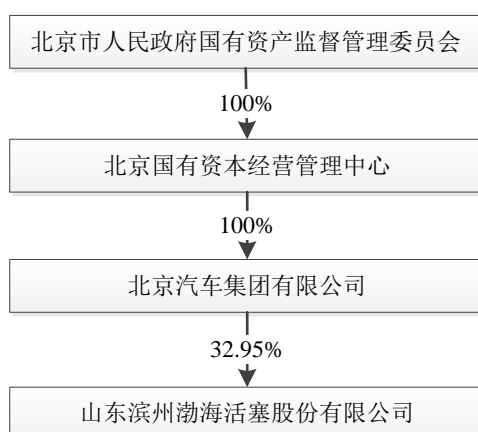 北京市人民政府国有资产监督管理委员会
100%
北京国有资本经营管理中心
100%
北京汽车集团有限公司
32.95%
山东滨州渤海活塞股份有限公司